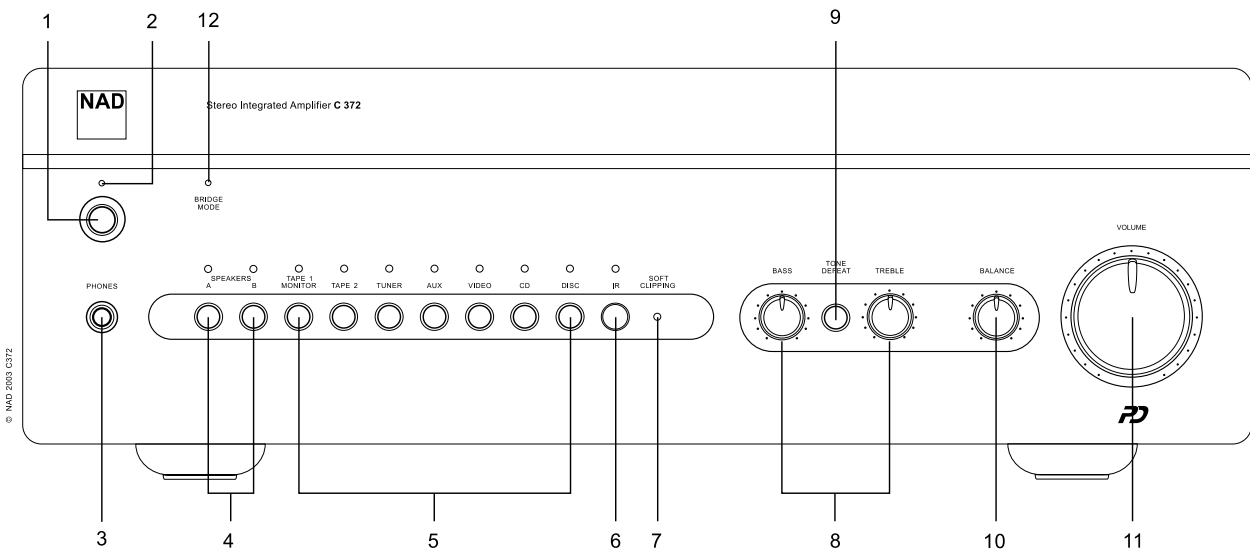 1 2 12 9
NAD
Stereo Integrated Amplifier C 372
BRIDGE
MODE
VOLUME
PHONES
SPEAKERS
A B
TAPE 1
MONITOR
TAPE 2
TUNER
AUX
VIDEO
CD
DISC
IR
SOFT
CLIPPING
BASS
TONE
DEFEAT
TREBLE
BALANCE
© NAD 2003 C372
PD
3 4 5 6 7 8 10 11